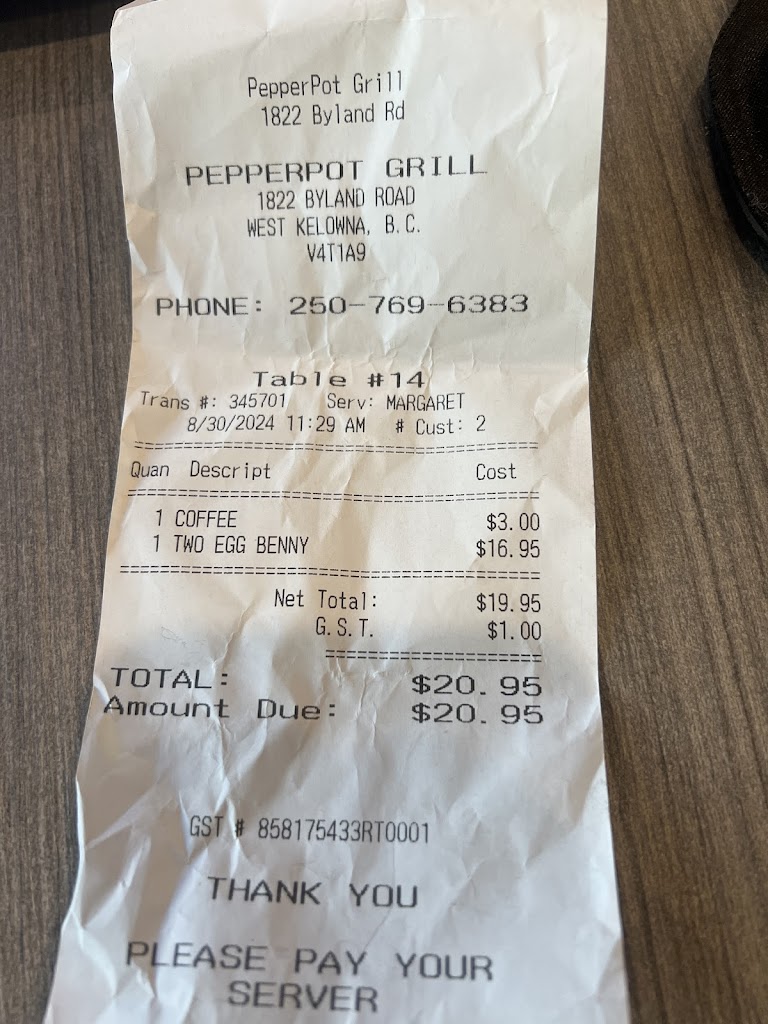 PepperPot Grill
1822 Byland Rd
PEPPERPOT GRILL
1822 BYLAND ROAD
WEST KELOWNA, B.C.
V4T1A9
PHONE: 250-769-6383
Table #14
Trans #: 345701 Serv: MARGARET
8/30/2024 11:29 AM # Cust: 2
Quan Descript Cost
1 COFFEE $3.00
1 TWO EGG BENNY $16.95
Net Total: $19.95
G.S.T. $1.00
TOTAL: $20.95
Amount Due: $20.95
GST # 858175433RT0001
THANK YOU
PLEASE PAY YOUR
SERVER